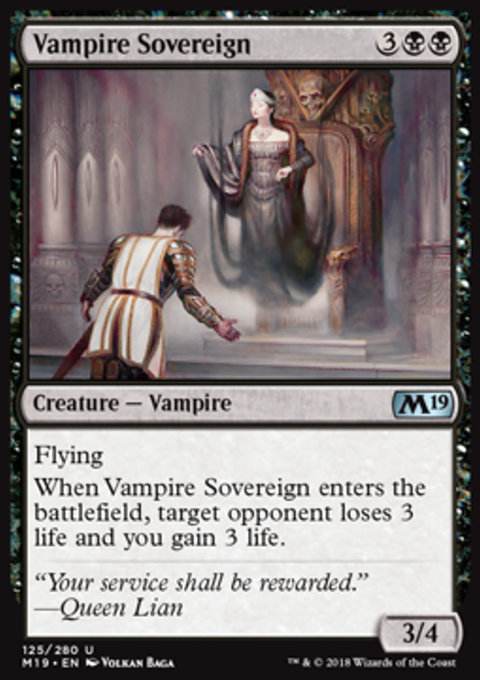 Vampire Sovereign 3
Creature — Vampire M19
Flying
When Vampire Sovereign enters the
battlefield, target opponent loses 3
life and you gain 3 life.
“Your service shall be rewarded.”
—Queen Lian
3/4
125/280 U
M19 • EN Volkan Baga ™ & © 2018 Wizards of the Coast